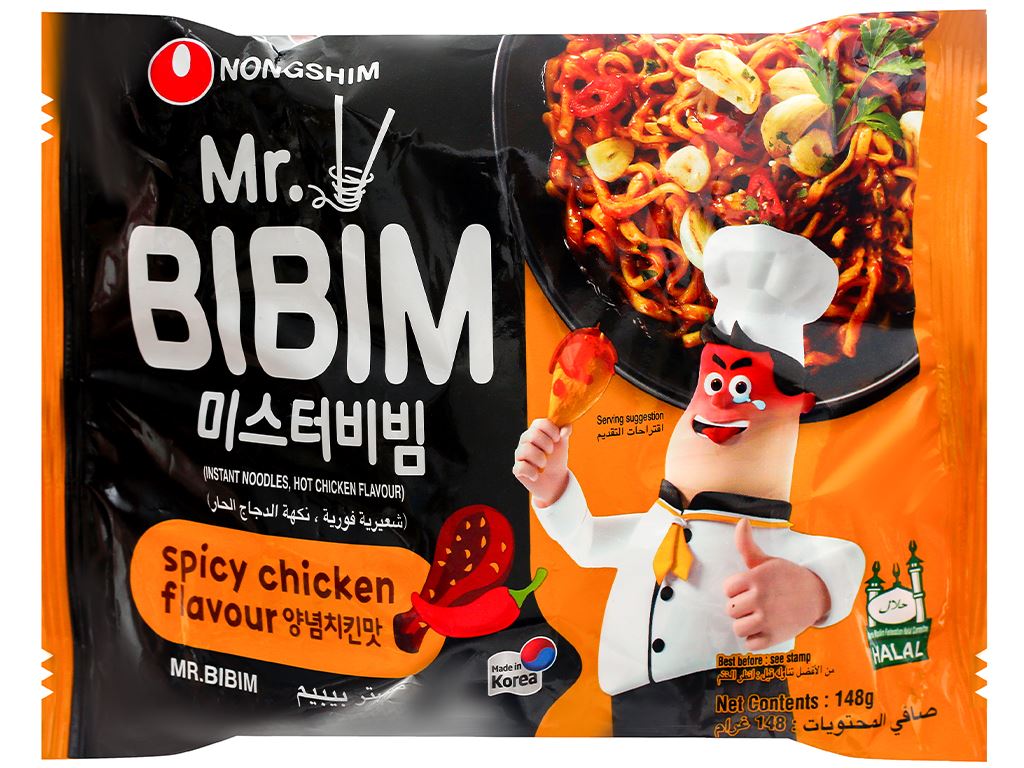 NONGSHIM
Mr.
BIBIM
미스터비빔
(INSTANT NOODLES, HOT CHICKEN FLAVOUR)
(شعيرية فورية ، نكهة الدجاج الحار)
spicy chicken
flavour 양념치킨맛
MR.BIBIM
مستر بيبيم
Made in
Korea
Serving suggestion
اقتراحات التقديم
حلال
HALAL
Best before : see stamp
Net Contents : 148g
صافي المحتويات : 148 غرام